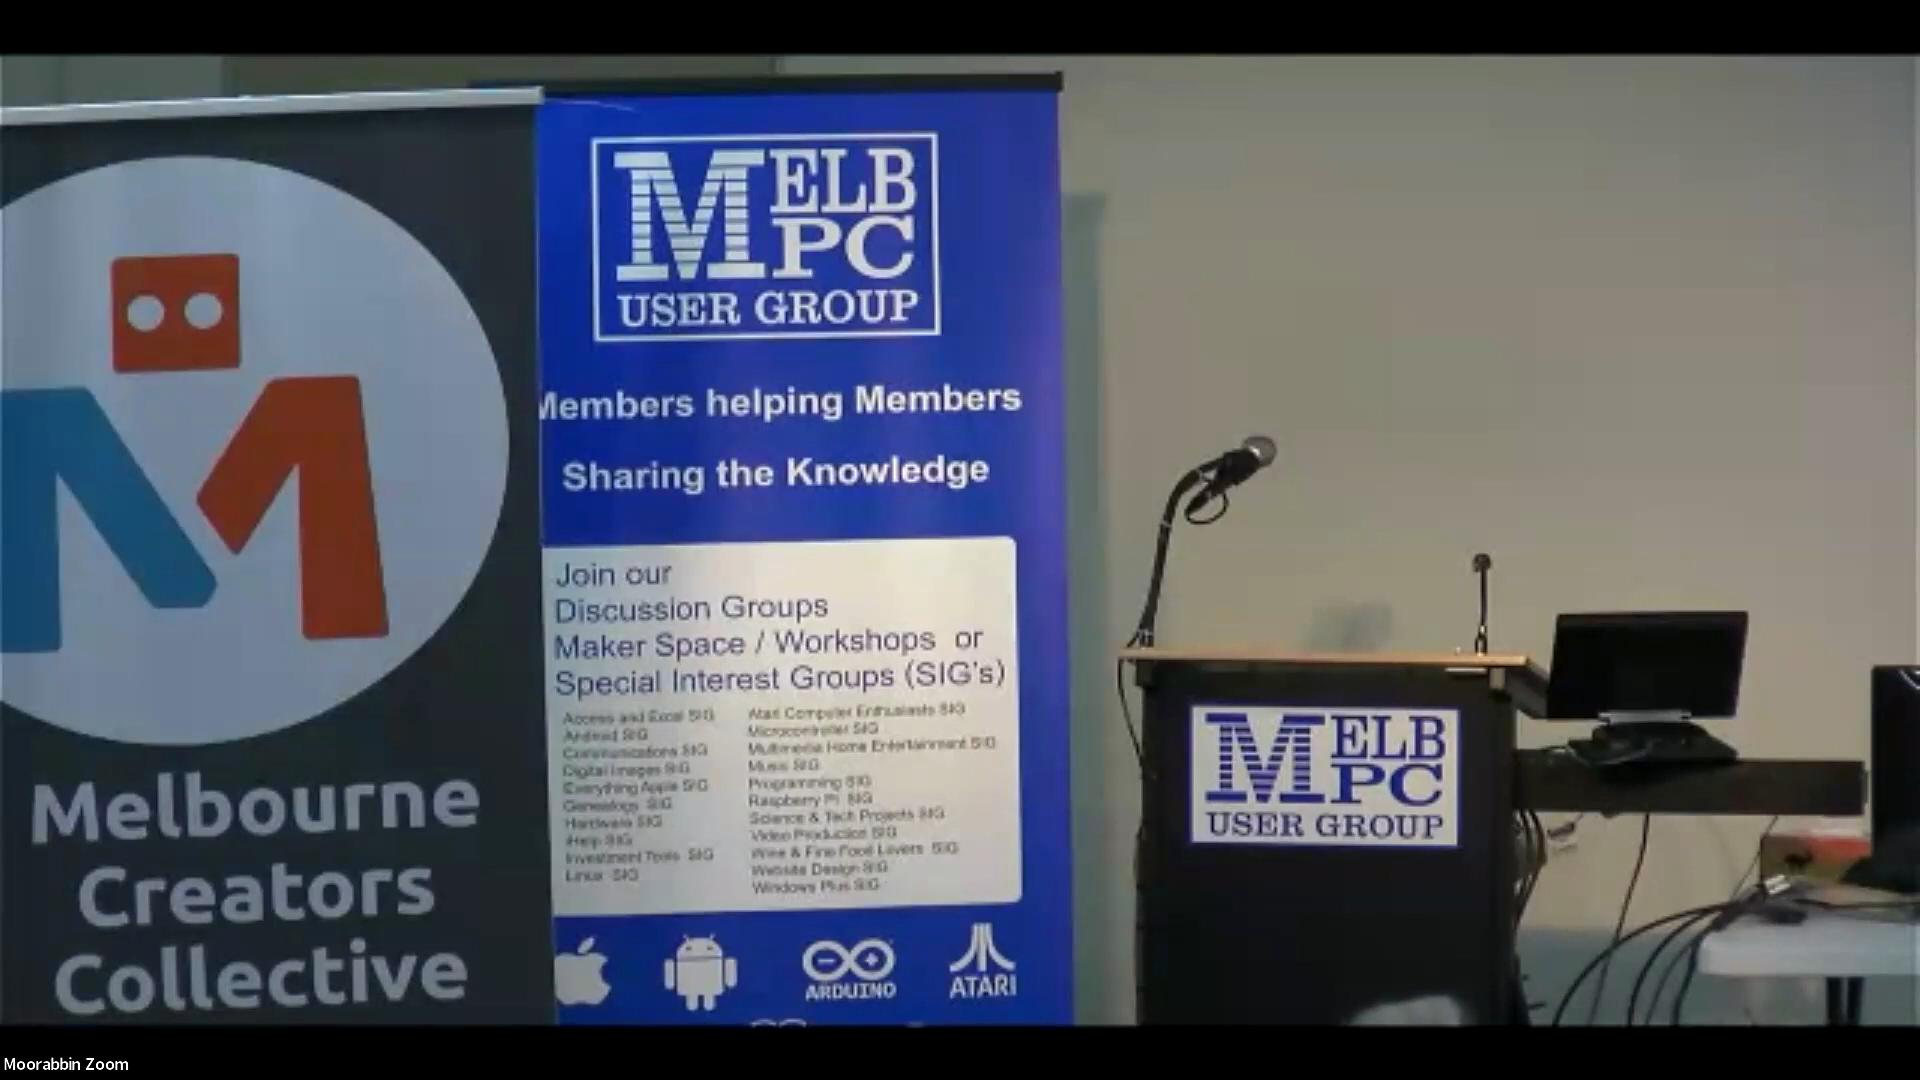 MELB
PC
USER GROUP
Members helping Members
Sharing the Knowledge
Join our
Discussion Groups
Maker Space / Workshops or
Special Interest Groups (SIG's)
Access and Excel SIG
Android SIG
Communications SIG
Digital Images SIG
Everything Apple SIG
Genealogy SIG
Hardware SIG
iHelp SIG
Investment Tools SIG
Linux SIG
Atari Computer Enthusiasts SIG
Microcontroller SIG
Multimedia Home Entertainment SIG
Music SIG
Programming SIG
Raspberry Pi SIG
Science & Tech Projects SIG
Video Production SIG
Wine & Fine Food Lovers SIG
Website Design SIG
Windows Plus SIG
ARDUINO
ATARI
Melbourne
Creators
Collective
MELB
PC
USER GROUP
Moorabbin Zoom